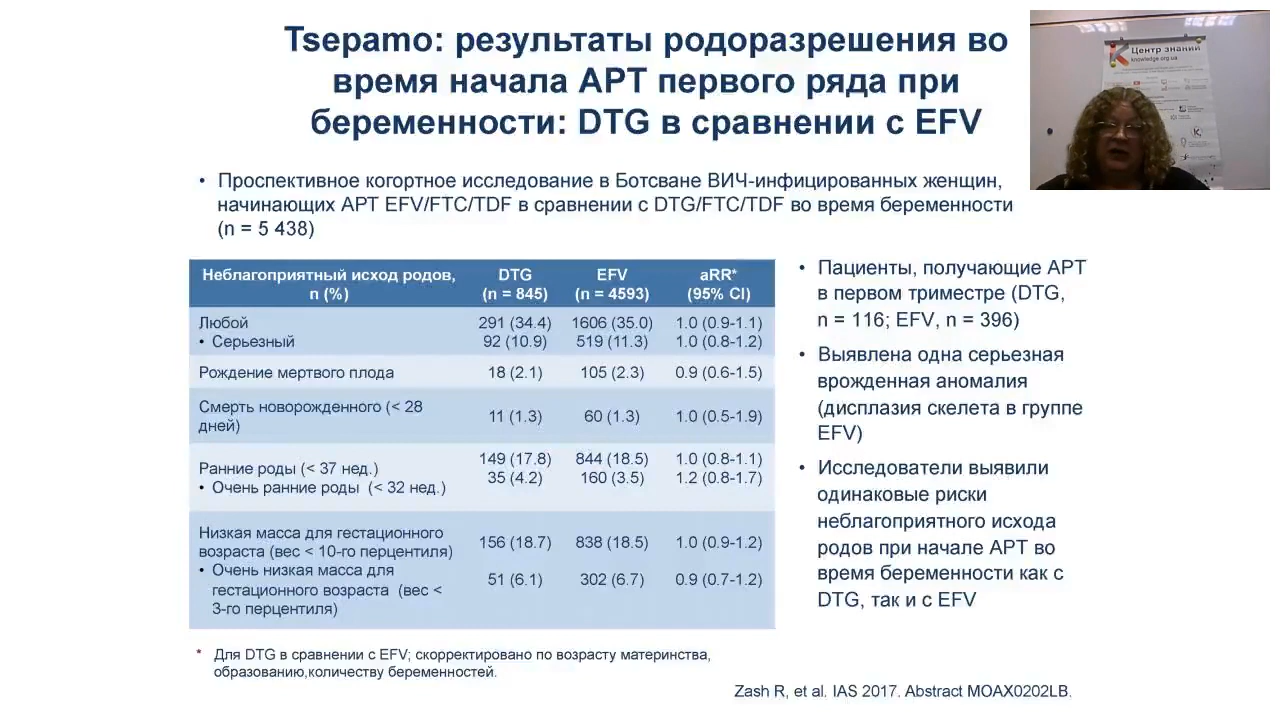 Tsepamo: результаты родоразрешения во
время начала АРТ первого ряда при
беременности: DTG в сравнении с EFV
Центр знаний
knowledge.org.ua
• Проспективное когортное исследование в Ботсване ВИЧ-инфицированных женщин,
начинающих АРТ EFV/FTC/TDF в сравнении с DTG/FTC/TDF во время беременности
(n = 5 438)
Неблагоприятный исход родов, n (%) DTG (n = 845) EFV (n = 4593) aRR* (95% CI)
Любой 291 (34.4) 1606 (35.0) 1.0 (0.9-1.1)
• Серьезный 92 (10.9) 519 (11.3) 1.0 (0.8-1.2)
Рождение мертвого плода 18 (2.1) 105 (2.3) 0.9 (0.6-1.5)
Смерть новорожденного (< 28
дней) 11 (1.3) 60 (1.3) 1.0 (0.5-1.9)
Ранние роды (< 37 нед.) 149 (17.8) 844 (18.5) 1.0 (0.8-1.1)
• Очень ранние роды (< 32 нед.) 35 (4.2) 160 (3.5) 1.2 (0.8-1.7)
Низкая масса для гестационного
возраста (вес < 10-го перцентиля) 156 (18.7) 838 (18.5) 1.0 (0.9-1.2)
• Очень низкая масса для
гестационного возраста (вес < 51 (6.1) 302 (6.7) 0.9 (0.7-1.2)
3-го перцентиля)
• Пациенты, получающие АРТ
в первом триместре (DTG,
n = 116; EFV, n = 396)
• Выявлена одна серьезная
врожденная аномалия
(дисплазия скелета в группе
EFV)
• Исследователи выявили
одинаковые риски
неблагоприятного исхода
родов при начале АРТ во
время беременности как с
DTG, так и с EFV
* Для DTG в сравнении с EFV; скорректировано по возрасту материнства,
образованию,количеству беременностей.
Zash R, et al. IAS 2017. Abstract MOAX0202LB.